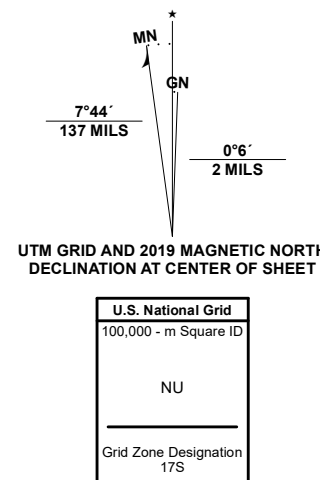 ★
MN
GN
7°44´
137 MILS
0°6´
2 MILS
UTM GRID AND 2019 MAGNETIC NORTH
DECLINATION AT CENTER OF SHEET
U.S. National Grid
100,000 - m Square ID
NU
Grid Zone Designation
17S